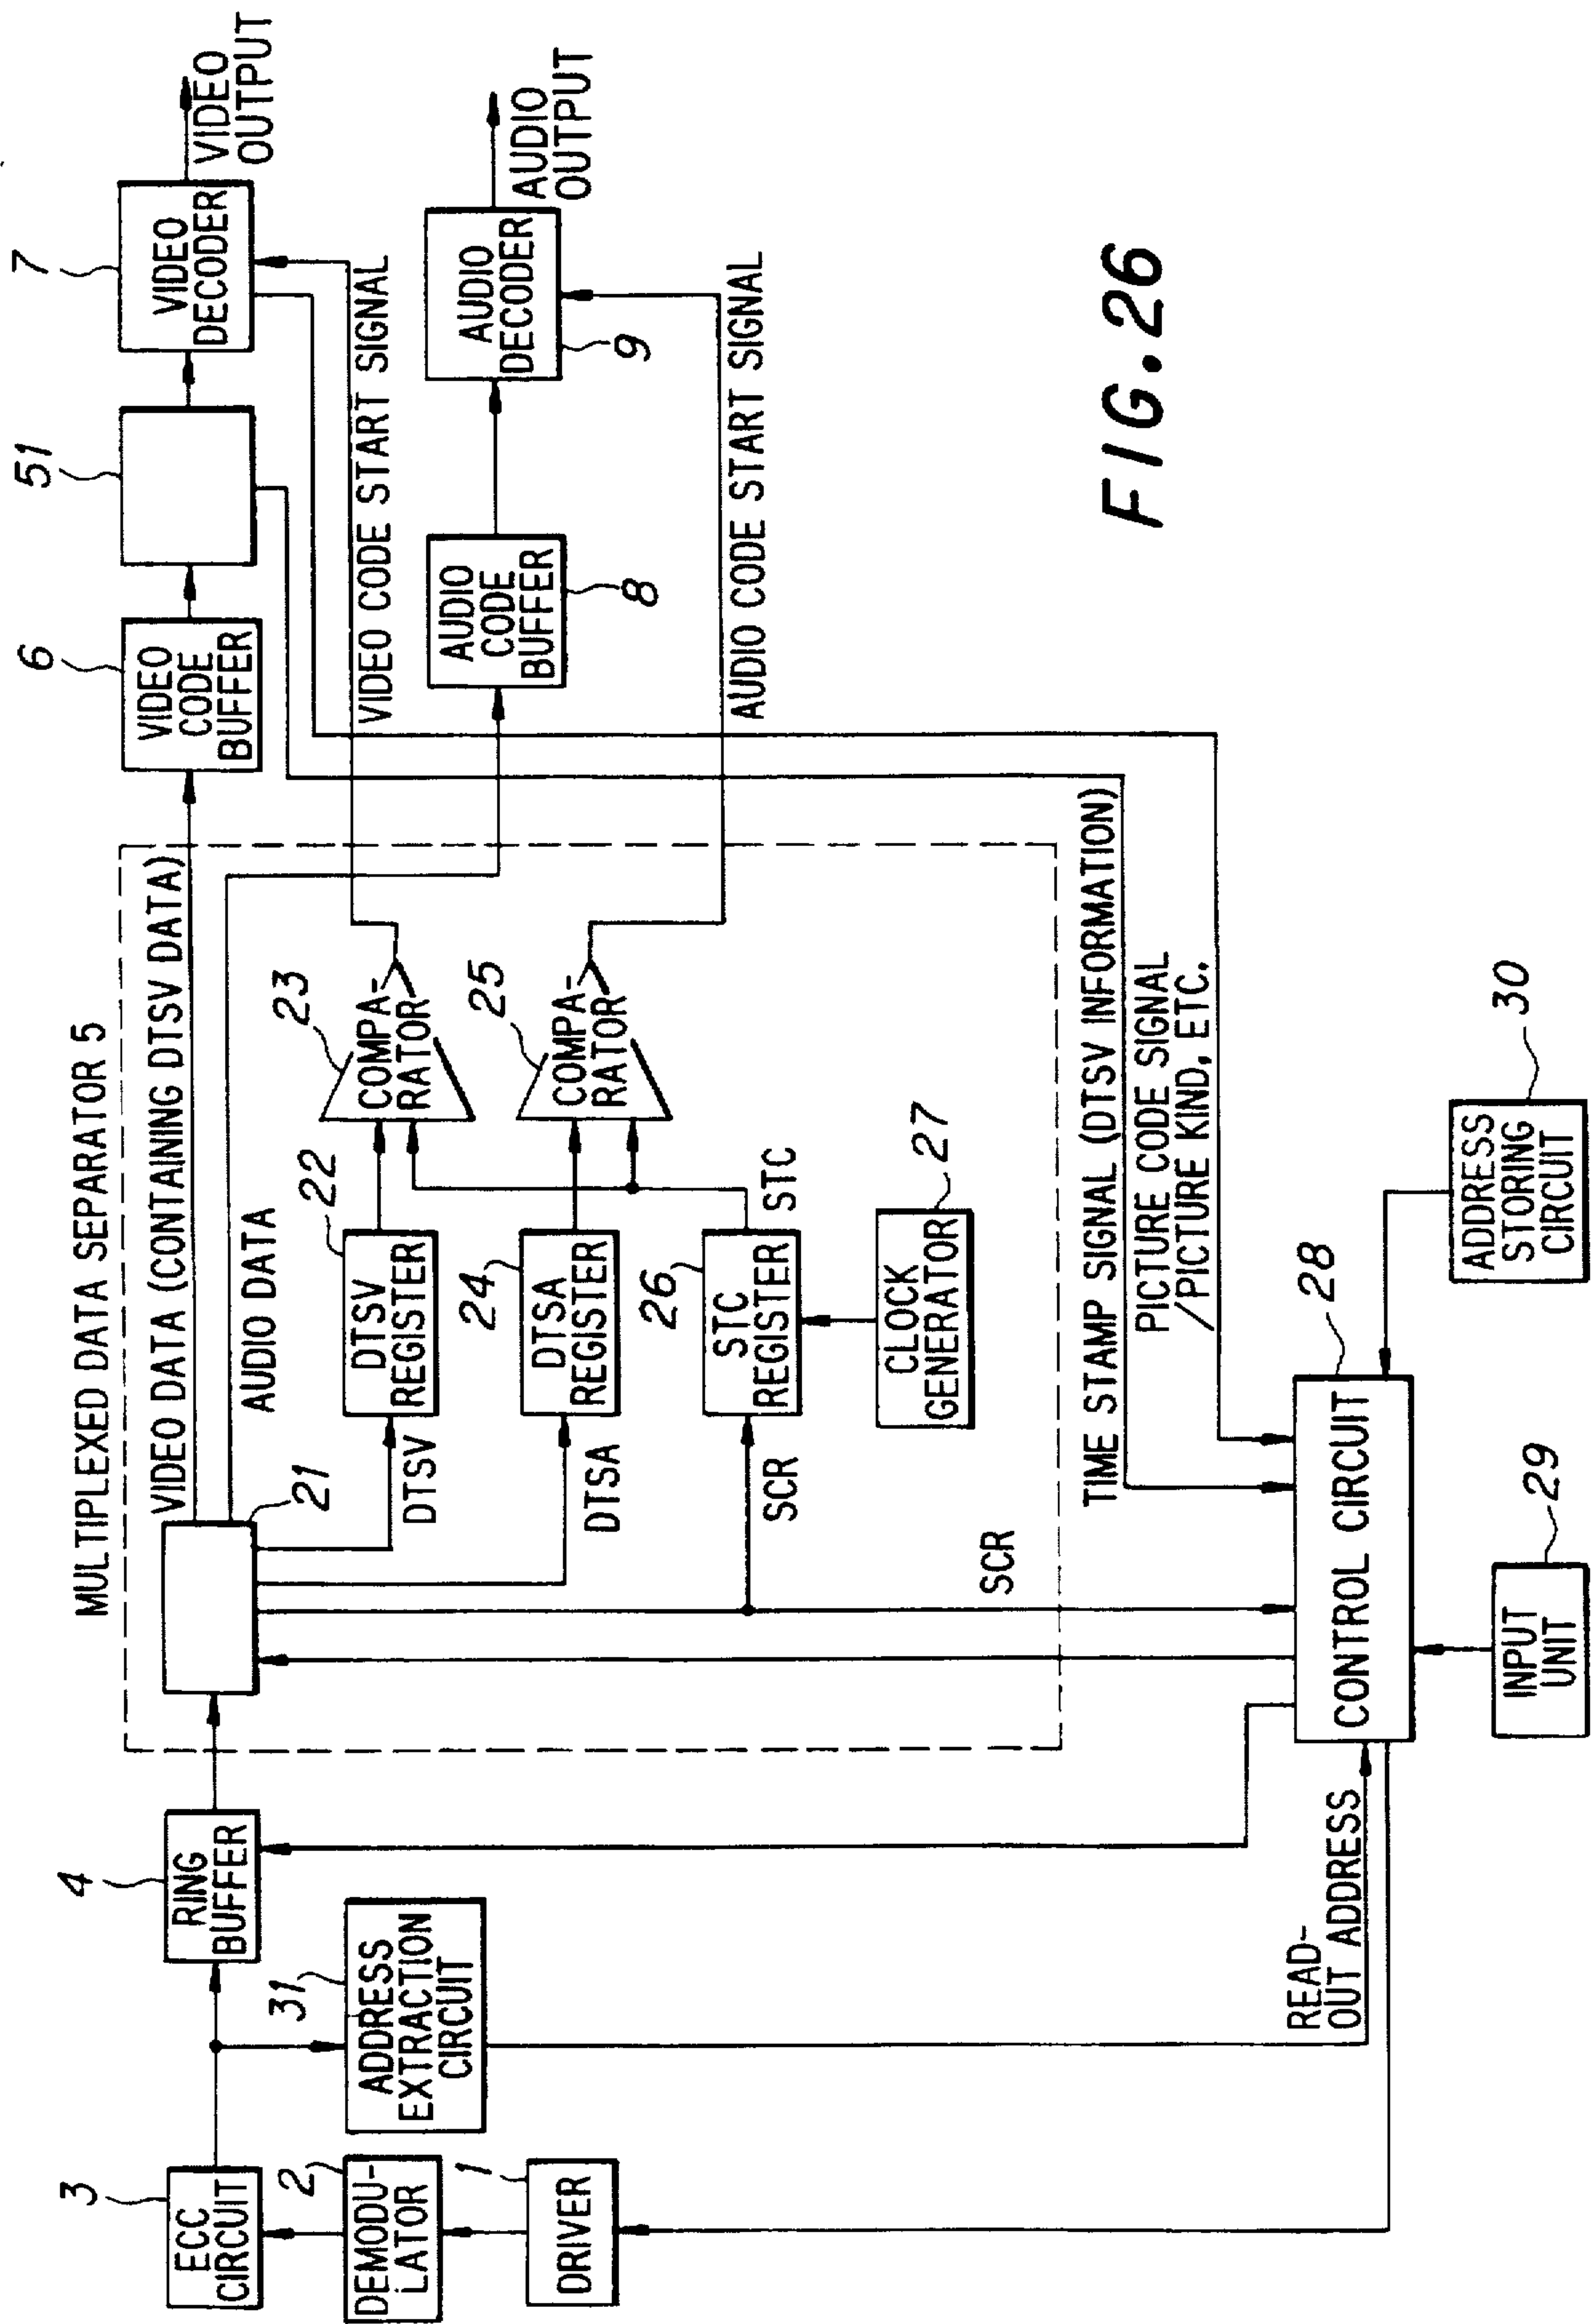 3
ECC
CIRCUIT
2
DEMODU-
LATOR
1
DRIVER
31
ADDRESS
EXTRACTION
CIRCUIT
4
RING
BUFFER
MULTIPLEXED DATA SEPARATOR 5
21
VIDEO DATA (CONTAINING DTSV DATA)
AUDIO DATA
DTSV
DTSA
SCR
SCR
22
DTSV
REGISTER
24
DTSA
REGISTER
26
STC
REGISTER
STC
27
CLOCK
GENERATOR
23
COMPA-
RATOR
25
COMPA-
RATOR
6
VIDEO
CODE
BUFFER
51
7
VIDEO
DECODER
VIDEO
OUTPUT
VIDEO CODE START SIGNAL
AUDIO
CODE
BUFFER
8
AUDIO
DECODER
9
AUDIO
OUTPUT
AUDIO CODE START SIGNAL
TIME STAMP SIGNAL (DTSV INFORMATION)
PICTURE CODE SIGNAL
/PICTURE KIND, ETC.
READ-
OUT ADDRESS
28
CONTROL CIRCUIT
29
INPUT
UNIT
30
ADDRESS
STORING
CIRCUIT
FIG. 26